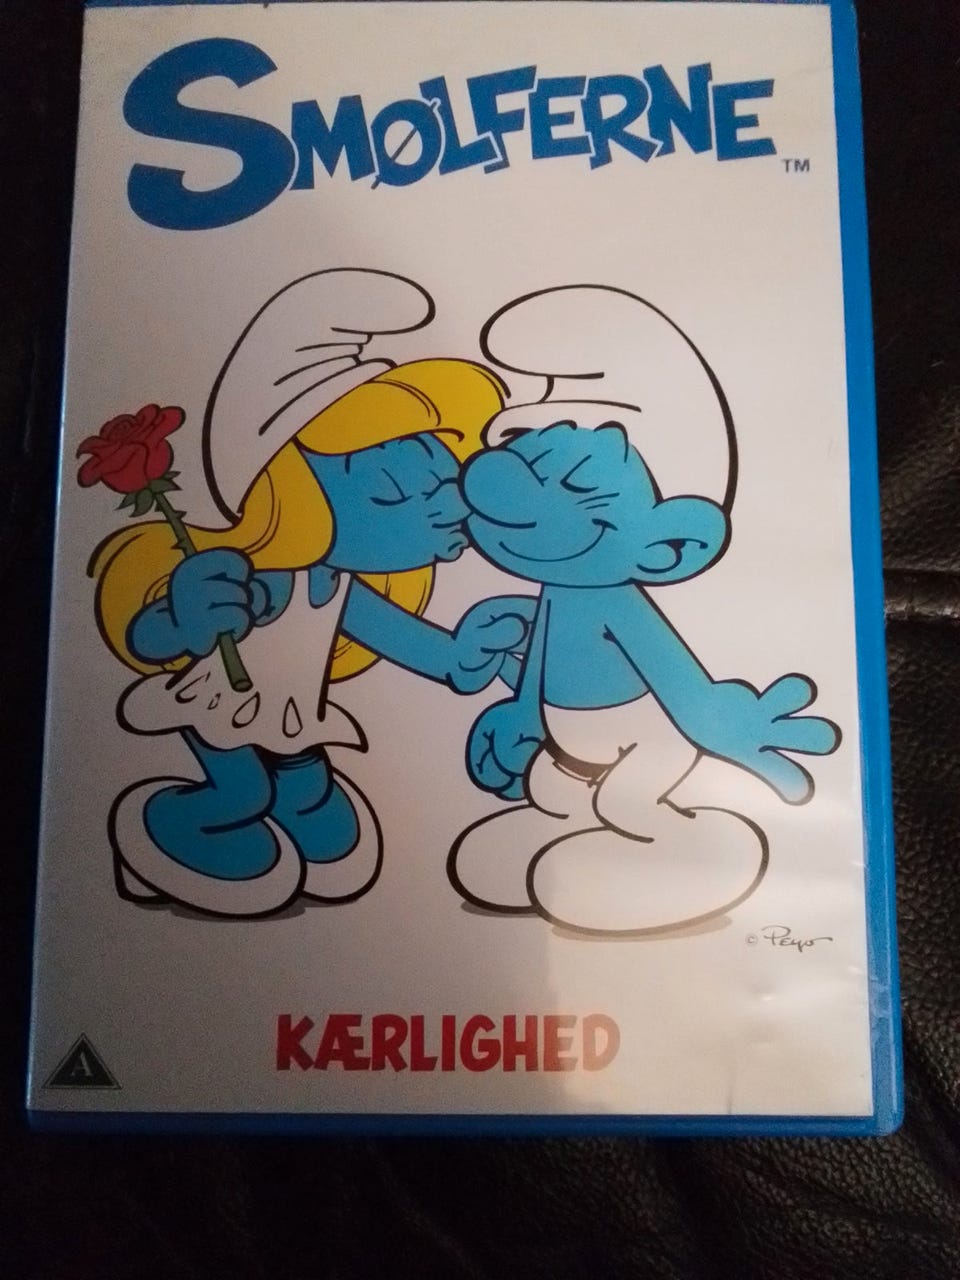 SMØLFERNE
TM
© Peyo
KÆRLIGHED
A